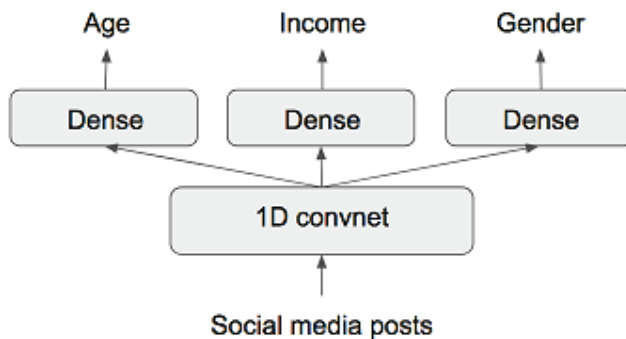 Age Income Gender
Dense Dense Dense
1D convnet
Social media posts